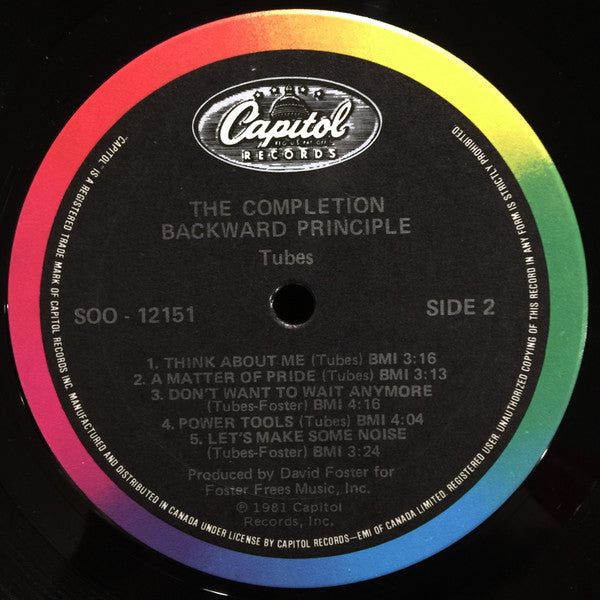 Capitol
RECORDS
THE COMPLETION
BACKWARD PRINCIPLE
Tubes
SOO - 12151
SIDE 2
1. THINK ABOUT ME (Tubes) BMI 3:16
2. A MATTER OF PRIDE (Tubes) BMI 3:13
3. DON'T WANT TO WAIT ANYMORE
(Tubes-Foster) BMI 4:16
4. POWER TOOLS (Tubes) BMI 4:04
5. LET'S MAKE SOME NOISE
(Tubes-Foster) BMI 3:24
Produced by David Foster for
Foster Frees Music, Inc.
℗ 1981 Capitol
Records, Inc.
"CAPITOL" IS A REGISTERED TRADE MARK OF CAPITOL RECORDS INC. MANUFACTURED AND DISTRIBUTED IN CANADA UNDER LICENSE BY CAPITOL RECORDS—EMI OF CANADA LIMITED. REGISTERED USER. UNAUTHORIZED COPYING OF THIS RECORD IN ANY FORM IS STRICTLY PROHIBITED